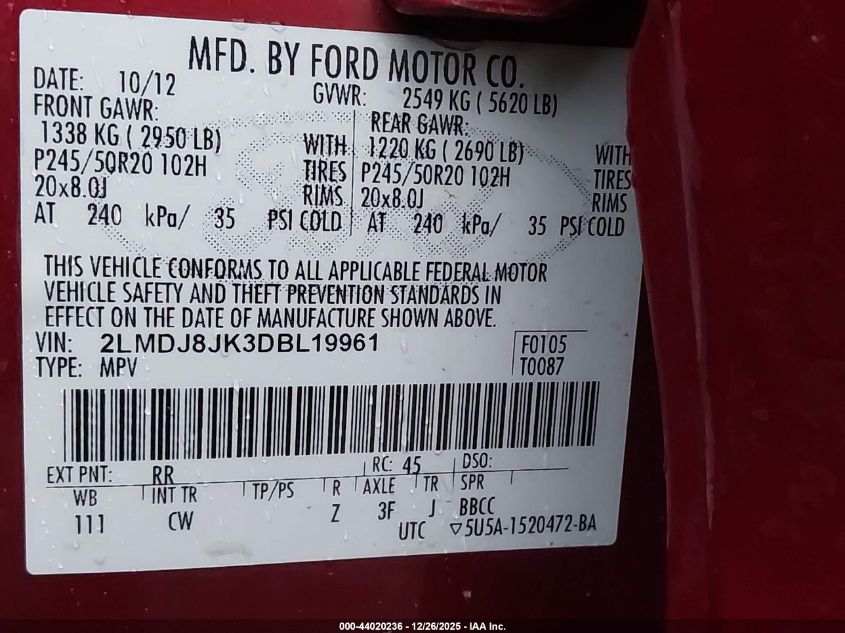 MFD. BY FORD MOTOR CO.
DATE: 10/12
GVWR: 2549 KG ( 5620 LB)
FRONT GAWR:
REAR GAWR:
1338 KG ( 2950 LB) WITH
1220 KG ( 2690 LB) WITH
P245/50R20 102H TIRES
P245/50R20 102H TIRES
20x8.0J RIMS
20x8.0J RIMS
AT 240 kPa/ 35 PSI COLD
AT 240 kPa/ 35 PSI COLD
THIS VEHICLE CONFORMS TO ALL APPLICABLE FEDERAL MOTOR
VEHICLE SAFETY AND THEFT PREVENTION STANDARDS IN
EFFECT ON THE DATE OF MANUFACTURE SHOWN ABOVE.
VIN: 2LMDJ8JK3DBL19961
F0105
TYPE: MPV
T0087
EXT PNT: RR RC: 45 DSO:
WB INT TR TP/PS R AXLE TR SPR
111 CW Z 3F J BBCC
UTC ▽5U5A-1520472-BA
000-44020236 - 12/26/2025 - IAA Inc.